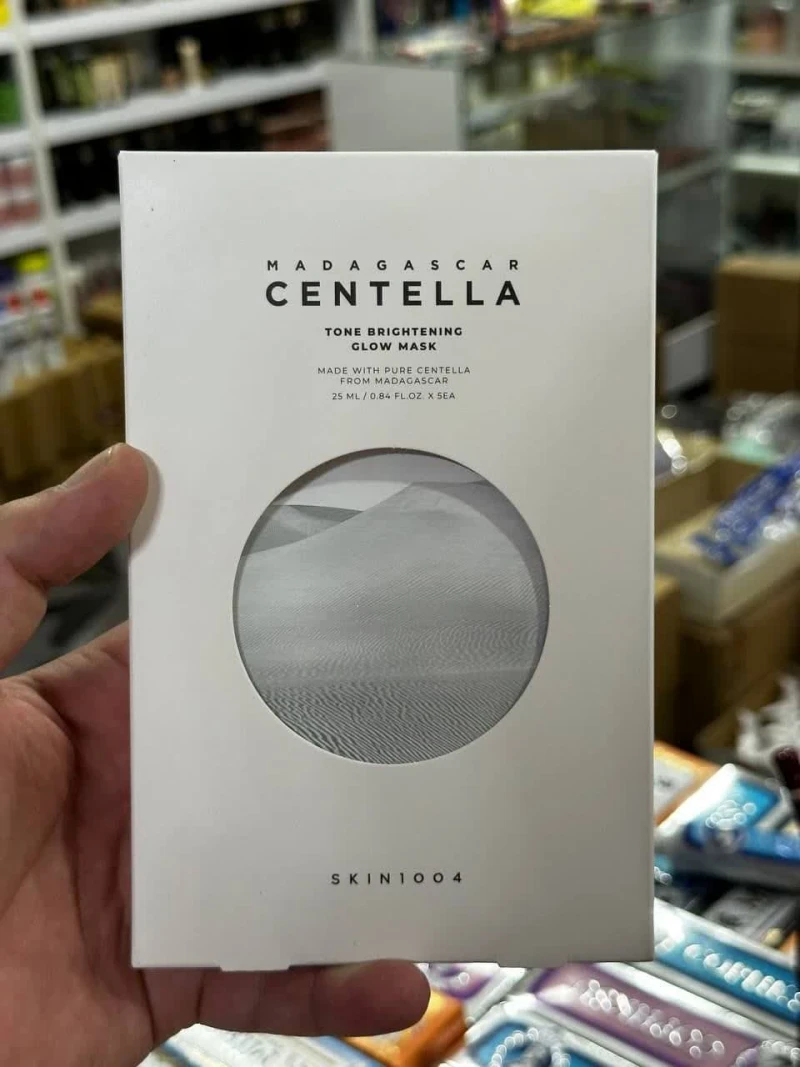 MADAGASCAR
CENTELLA
TONE BRIGHTENING
GLOW MASK
MADE WITH PURE CENTELLA
FROM MADAGASCAR
25 ML / 0.84 FL.OZ. X 5EA
SKIN1004